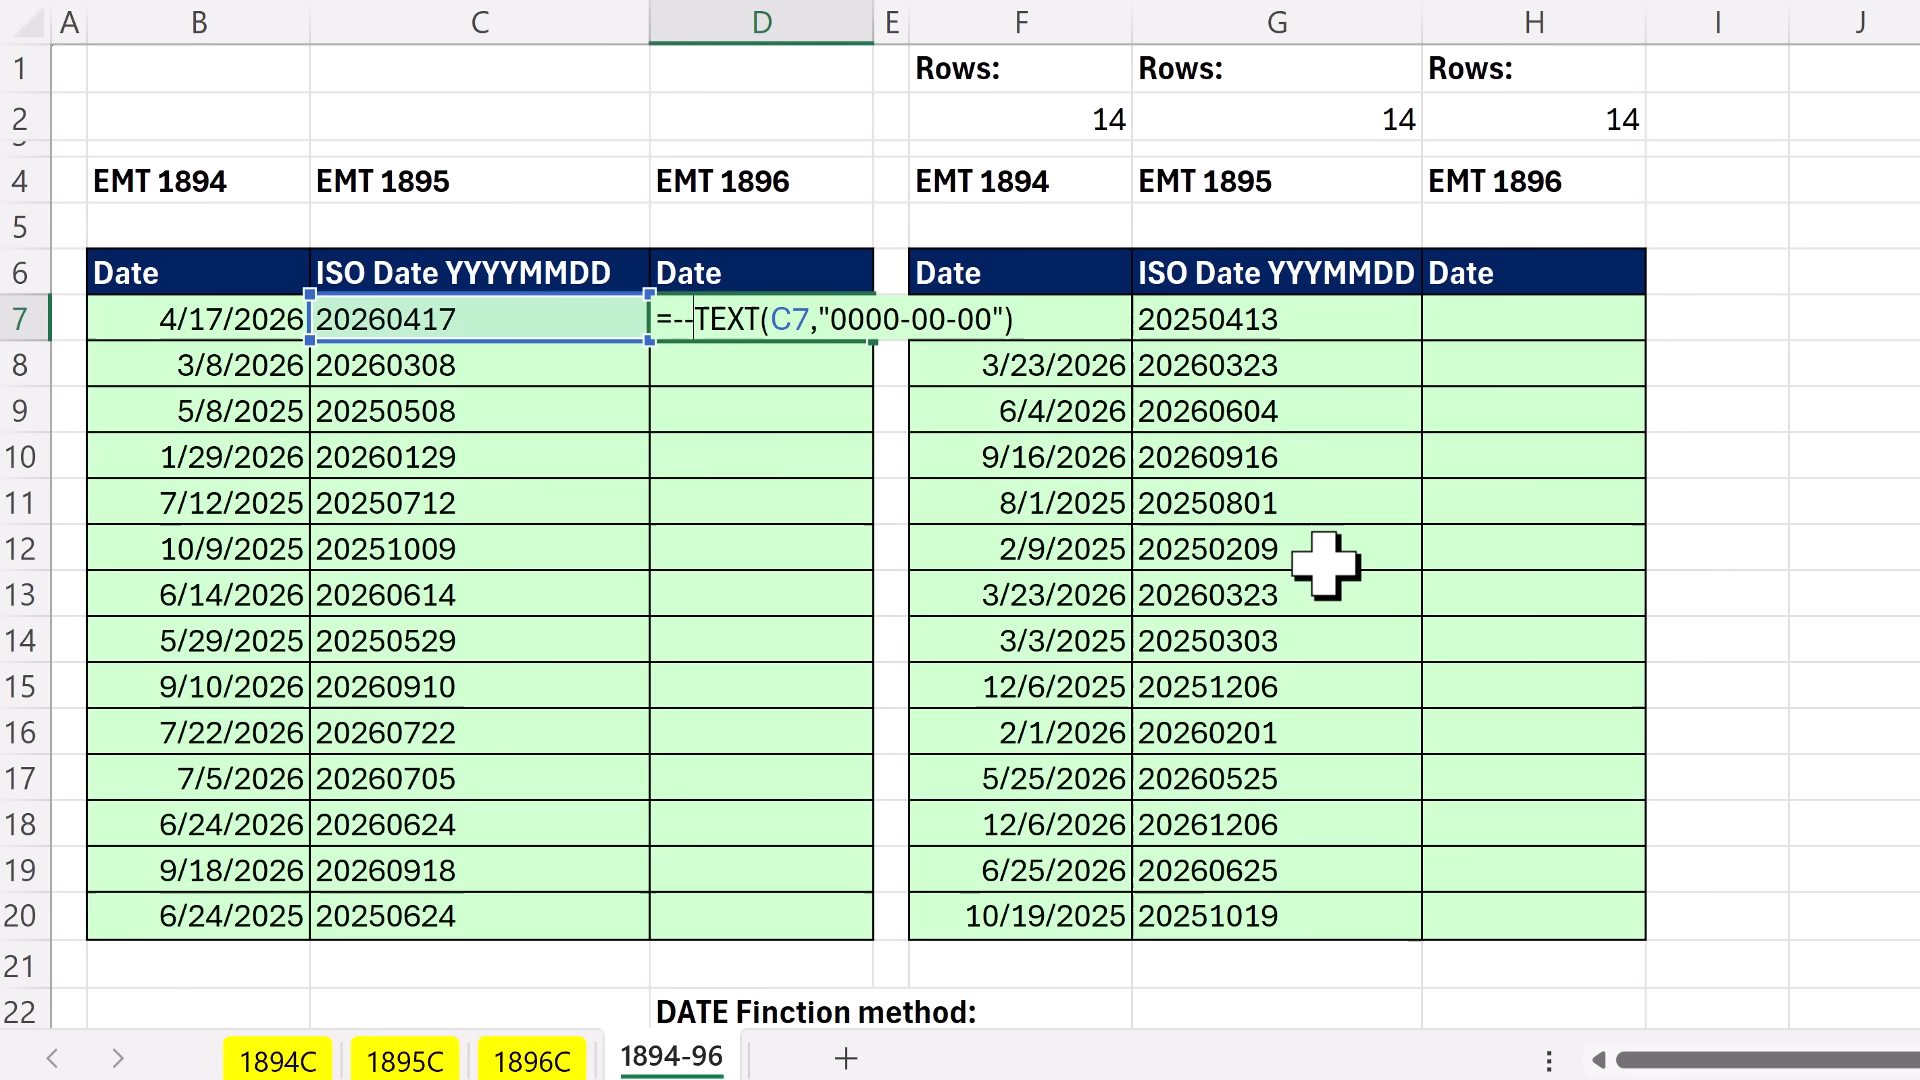 A B C D E F G H I J
1 Rows: Rows: Rows:
2 14 14 14
4 EMT 1894 EMT 1895 EMT 1896 EMT 1894 EMT 1895 EMT 1896
5
6 Date ISO Date YYYYMMDD Date Date ISO Date YYYMMDD Date
7 4/17/2026 20260417 =--TEXT(C7,"0000-00-00") 20250413
8 3/8/2026 20260308 3/23/2026 20260323
9 5/8/2025 20250508 6/4/2026 20260604
10 1/29/2026 20260129 9/16/2026 20260916
11 7/12/2025 20250712 8/1/2025 20250801
12 10/9/2025 20251009 2/9/2025 20250209
13 6/14/2026 20260614 3/23/2026 20260323
14 5/29/2025 20250529 3/3/2025 20250303
15 9/10/2026 20260910 12/6/2025 20251206
16 7/22/2026 20260722 2/1/2026 20260201
17 7/5/2026 20260705 5/25/2026 20260525
18 6/24/2026 20260624 12/6/2026 20261206
19 9/18/2026 20260918 6/25/2026 20260625
20 6/24/2025 20250624 10/19/2025 20251019
21
22 DATE Finction method:
1894C 1895C 1896C 1894-96